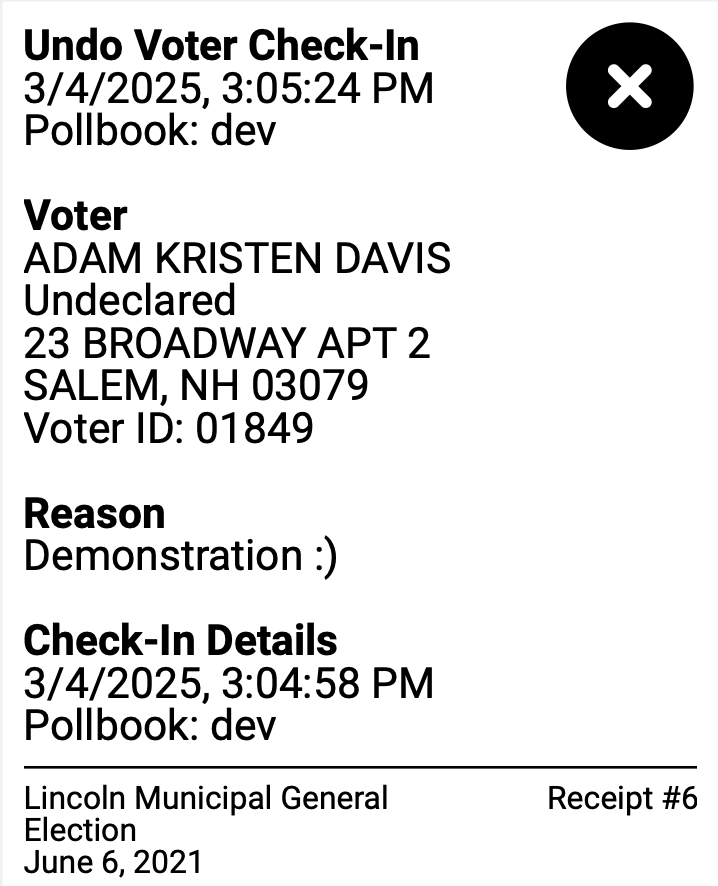 Undo Voter Check-In
3/4/2025, 3:05:24 PM
Pollbook: dev
Voter
ADAM KRISTEN DAVIS
Undeclared
23 BROADWAY APT 2
SALEM, NH 03079
Voter ID: 01849
Reason
Demonstration :)
Check-In Details
3/4/2025, 3:04:58 PM
Pollbook: dev
Lincoln Municipal General
Election
June 6, 2021
Receipt #6